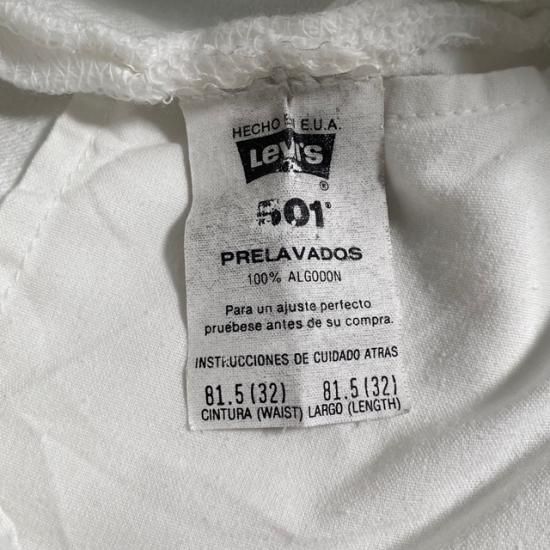 HECHO EN E.U.A.
Levi's
®
501®
PRELAVADOS
100% ALGODON
Para un ajuste perfecto
pruébese antes de su compra.
INSTRUCCIONES DE CUIDADO ATRAS
81.5 (32) 81.5 (32)
CINTURA (WAIST) LARGO (LENGTH)